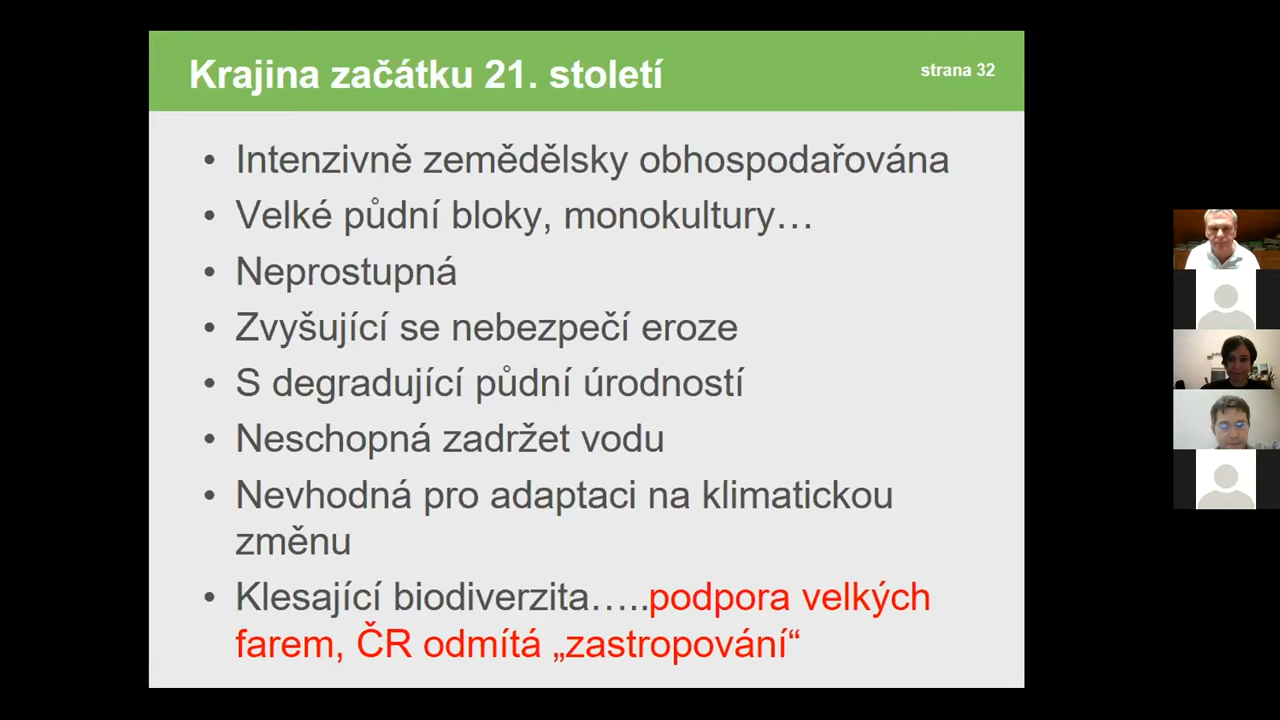 Krajina začátku 21. století
strana 32
• Intenzivně zemědělsky obhospodařována
• Velké půdní bloky, monokultury…
• Neprostupná
• Zvyšující se nebezpečí eroze
• S degradující půdní úrodností
• Neschopná zadržet vodu
• Nevhodná pro adaptaci na klimatickou
změnu
• Klesající biodiverzita…..podpora velkých
farem, ČR odmítá „zastropování“